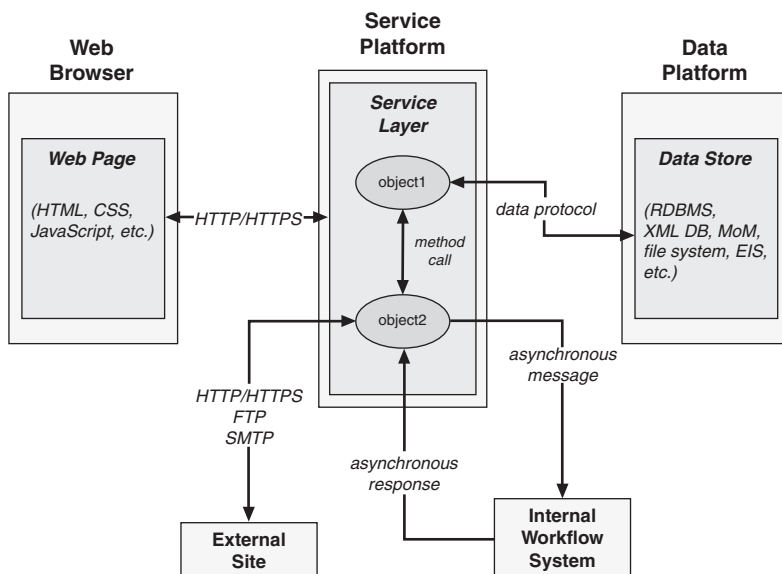 Web
Browser
Service
Platform
Data
Platform
Web Page
(HTML, CSS,
JavaScript, etc.)
HTTP/HTTPS
Service
Layer
object1
method
call
object2
data protocol
Data Store
(RDBMS,
XML DB, MoM,
file system, EIS,
etc.)
HTTP/HTTPS
FTP
SMTP
asynchronous
response
asynchronous
message
External
Site
Internal
Workflow
System